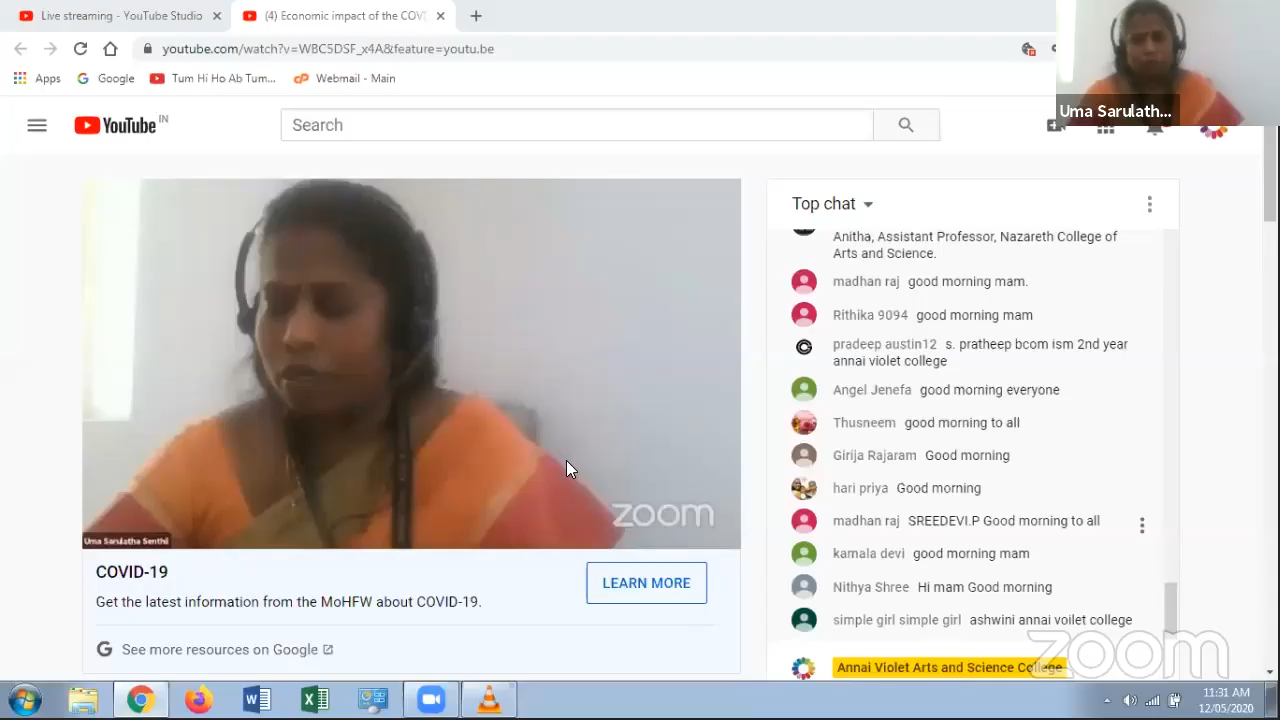 Live streaming - YouTube Studio
(4) Economic impact of the COV
youtube.com/watch?v=WBC5DSF_x4A&feature=youtu.be
Apps
Google
Tum Hi Ho Ab Tum...
Webmail - Main
Uma Sarulath...
YouTube IN
Search
Top chat
Anitha, Assistant Professor, Nazareth College of
Arts and Science.
madhan raj good morning mam.
Rithika 9094 good morning mam
pradeep austin12 s. pratheep bcom ism 2nd year
annai violet college
Angel Jenefa good morning everyone
Thusneem good morning to all
Girija Rajaram Good morning
hari priya Good morning
madhan raj SREEDEVI.P Good morning to all
kamala devi good morning mam
Nithya Shree Hi mam Good morning
simple girl simple girl ashwini annai voilet college
Annai Violet Arts and Science College
zoom
Uma Sarulatha Senthil
COVID-19
LEARN MORE
Get the latest information from the MoHFW about COVID-19.
See more resources on Google
zoom
11:31 AM
12/05/2020